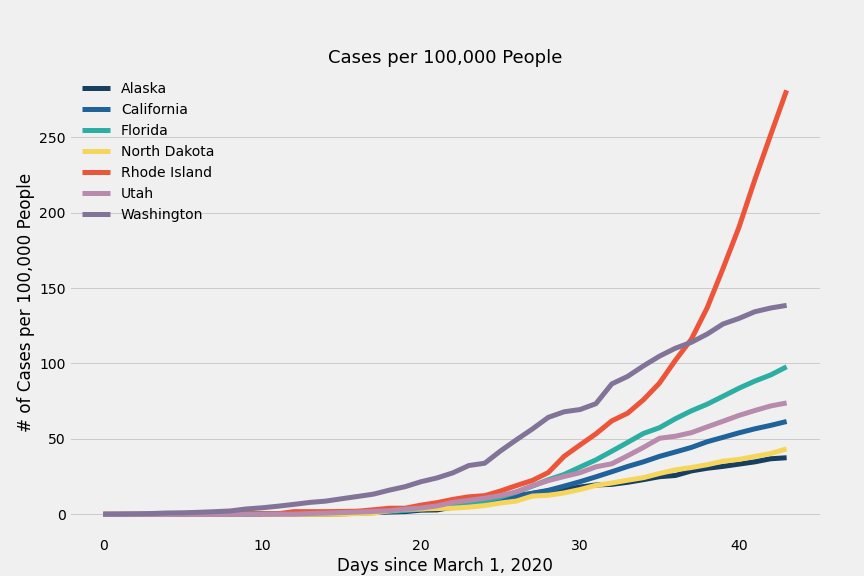 Cases per 100,000 People
Alaska
California
Florida
North Dakota
Rhode Island
Utah
Washington
# of Cases per 100,000 People
250
200
150
100
50
0
0 10 20 30 40
Days since March 1, 2020